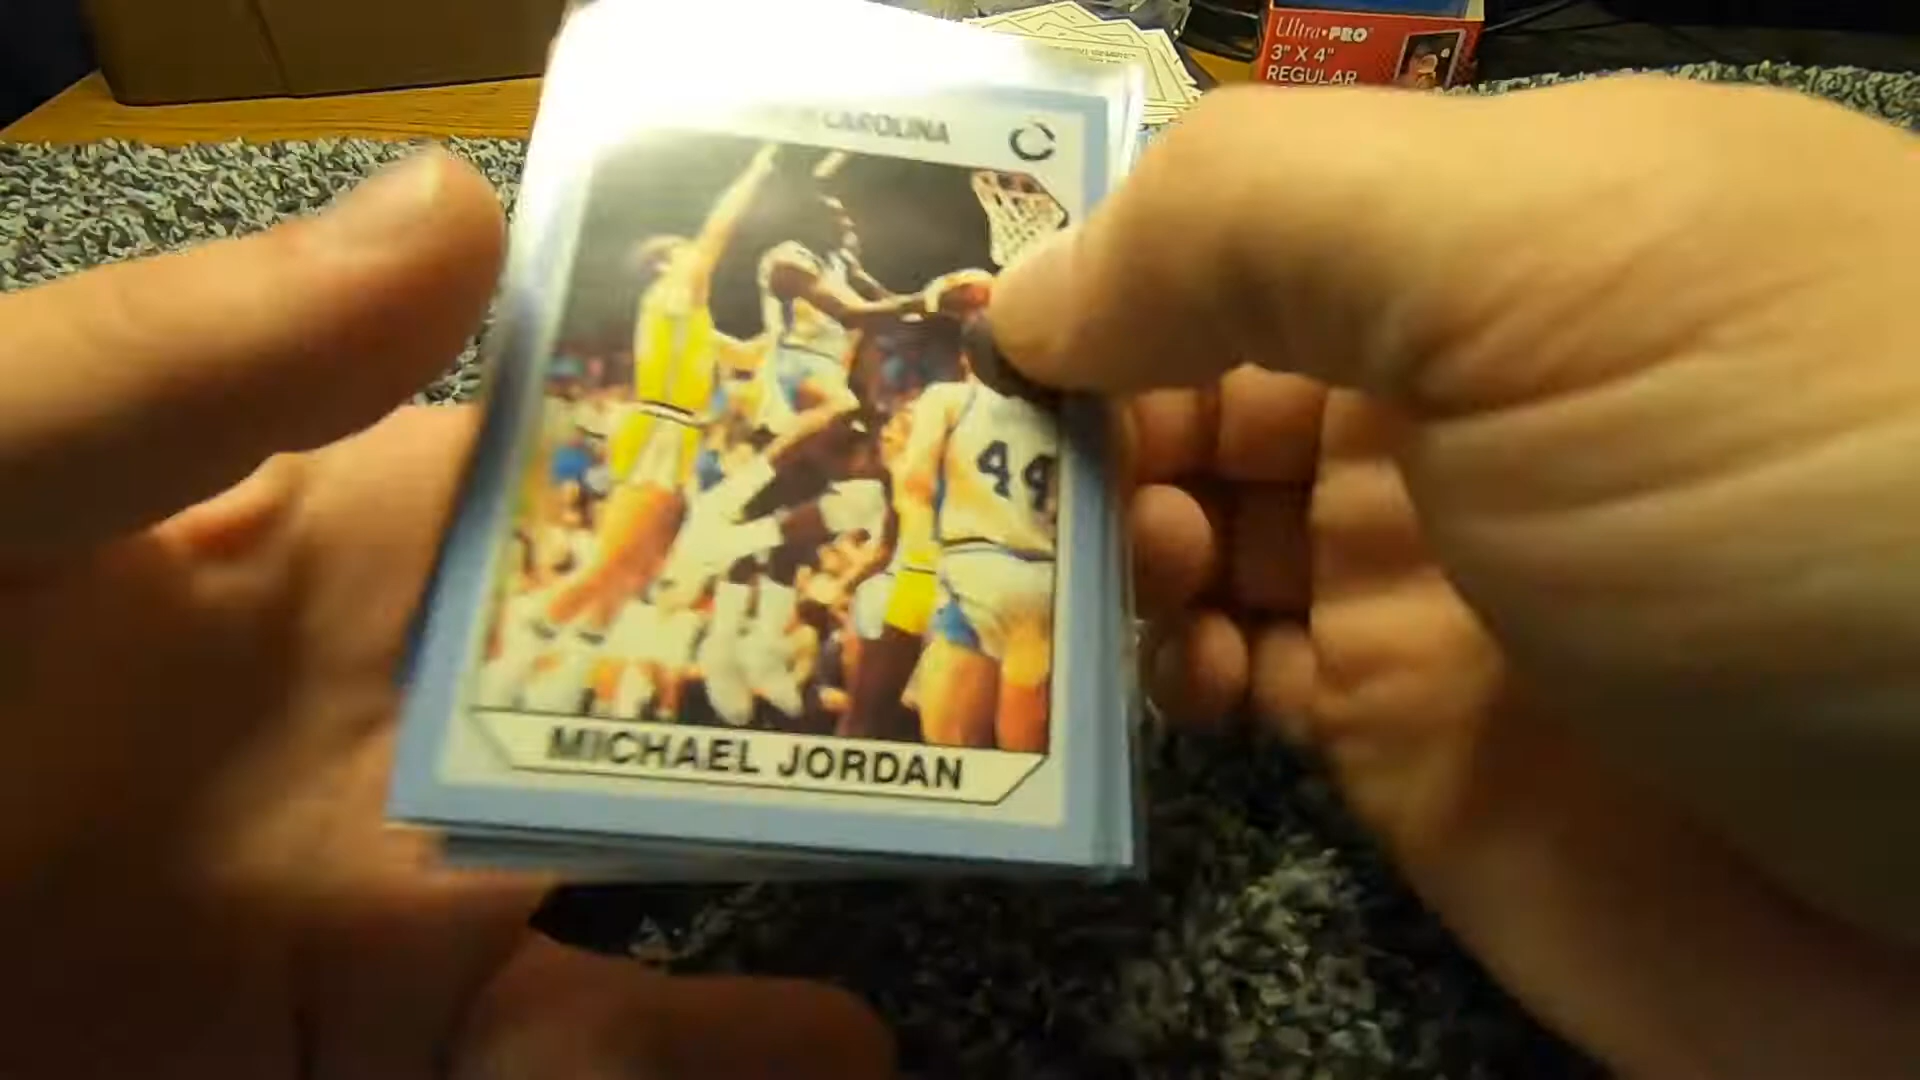 Ultra•PRO
3" X 4"
REGULAR
CAROLINA
44
MICHAEL JORDAN